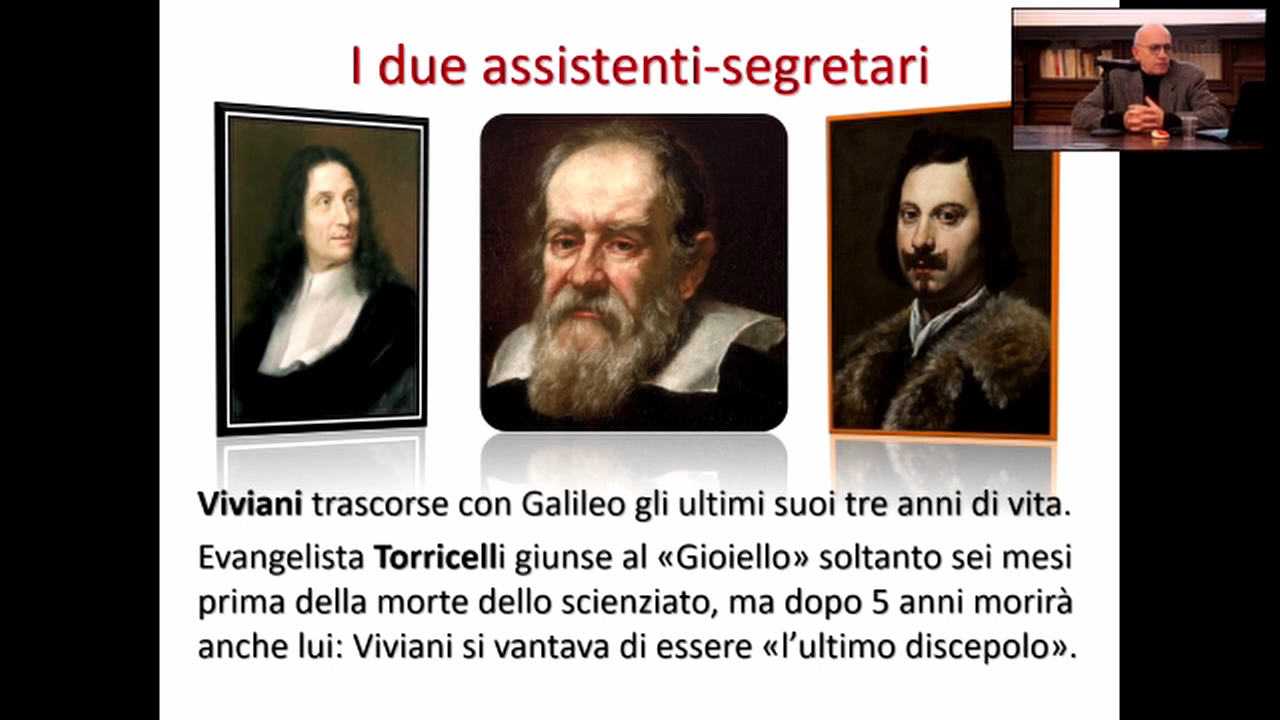 I due assistenti-segretari
Viviani trascorse con Galileo gli ultimi suoi tre anni di vita.
Evangelista Torricelli giunse al «Gioiello» soltanto sei mesi
prima della morte dello scienziato, ma dopo 5 anni morirà
anche lui: Viviani si vantava di essere «l’ultimo discepolo».